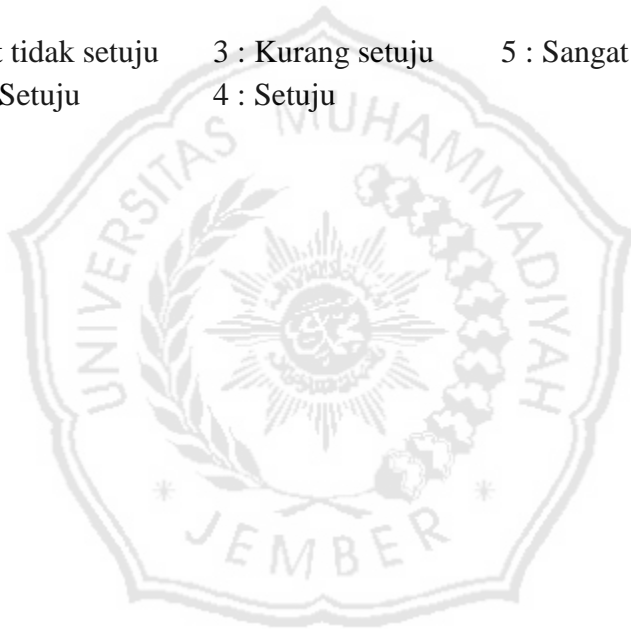 t tidak setuju 3 : Kurang setuju 5 : Sangat
Setuju 4 : Setuju
UNIVERSITAS MUHAMMADIYAH
JEMBER